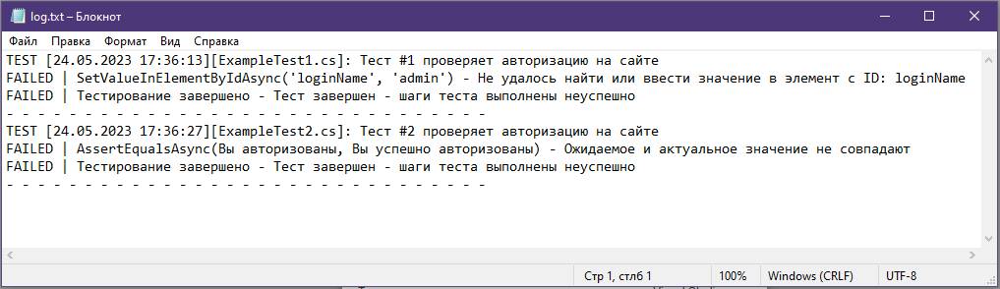 log.txt – Блокнот
Файл Правка Формат Вид Справка
TEST [24.05.2023 17:36:13][ExampleTest1.cs]: Тест #1 проверяет авторизацию на сайте
FAILED | SetValueInElementByIdAsync('loginName', 'admin') - Не удалось найти или ввести значение в элемент с ID: loginName
FAILED | Тестирование завершено - Тест завершен - шаги теста выполнены неуспешно
- - - - - - - - - - - - - - - - - - - - - - - - - - - - - - -
TEST [24.05.2023 17:36:27][ExampleTest2.cs]: Тест #2 проверяет авторизацию на сайте
FAILED | AssertEqualsAsync(Вы авторизованы, Вы успешно авторизованы) - Ожидаемое и актуальное значение не совпадают
FAILED | Тестирование завершено - Тест завершен - шаги теста выполнены неуспешно
- - - - - - - - - - - - - - - - - - - - - - - - - - - - - - -
Стр 1, стлб 1 100% Windows (CRLF) UTF-8